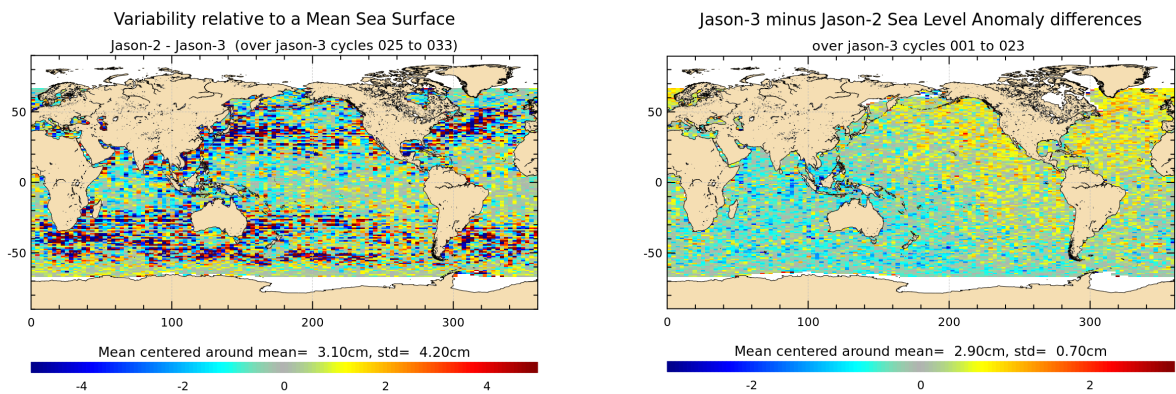 Variability relative to a Mean Sea Surface
Jason-2 - Jason-3 (over jason-3 cycles 025 to 033)
50
0
-50
0 100 200 300
Mean centered around mean= 3.10cm, std= 4.20cm
-4 -2 0 2 4
Jason-3 minus Jason-2 Sea Level Anomaly differences
over jason-3 cycles 001 to 023
50
0
-50
0 100 200 300
Mean centered around mean= 2.90cm, std= 0.70cm
-2 0 2